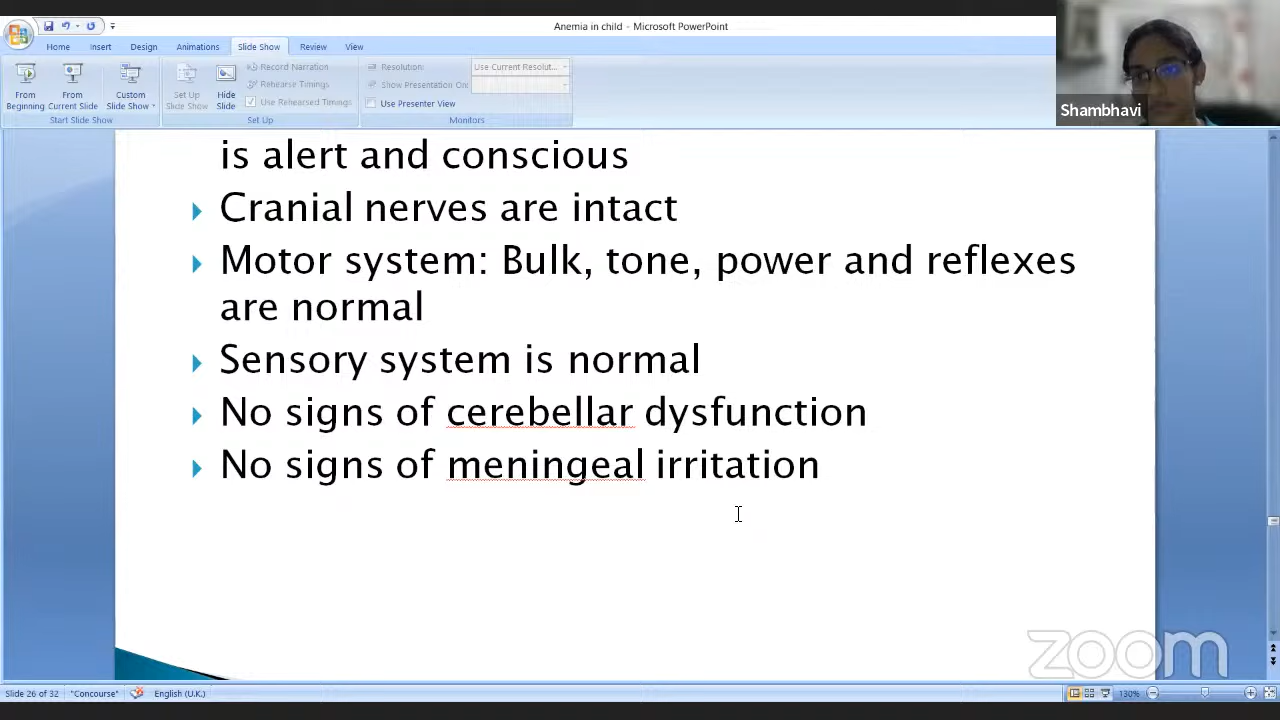 Anemia in child - Microsoft PowerPoint
Home Insert Design Animations Slide Show Review View
From Beginning
From Current Slide
Custom Slide Show
Start Slide Show
Set Up Slide Show
Hide Slide
Record Narration
Rehearse Timings
Use Rehearsed Timings
Set Up
Resolution: Use Current Resolut...
Show Presentation On:
Use Presenter View
Monitors
Shambhavi
is alert and conscious
Cranial nerves are intact
Motor system: Bulk, tone, power and reflexes
are normal
Sensory system is normal
No signs of cerebellar dysfunction
No signs of meningeal irritation
zoom
Slide 26 of 32 "Concourse" English (U.K.) 130%